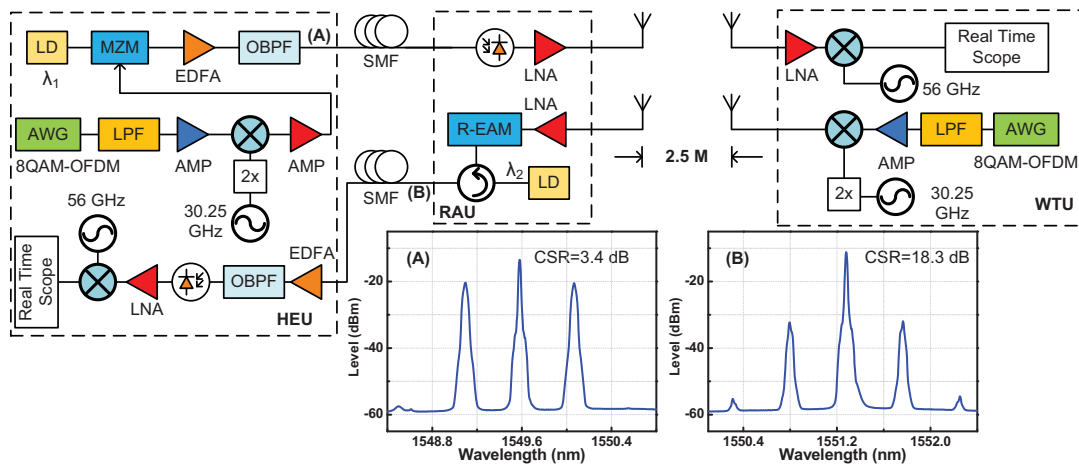 LD
MZM
EDFA
OBPF
(A)
λ1
SMF
LNA
LNA
56 GHz
Real Time
Scope
AWG
LPF
AMP
AMP
8QAM-OFDM
2x
30.25
GHz
SMF
(B)
R-EAM
LNA
λ2
LD
RAU
2.5 M
AMP
LPF
AWG
8QAM-OFDM
2x
30.25
GHz
WTU
56 GHz
Real Time
Scope
LNA
OBPF
EDFA
HEU
(A)
CSR=3.4 dB
Level (dBm)
-20
-40
-60
1548.8
1549.6
1550.4
Wavelength (nm)
(B)
CSR=18.3 dB
Level (dBm)
-20
-40
-60
1550.4
1551.2
1552.0
Wavelength (nm)